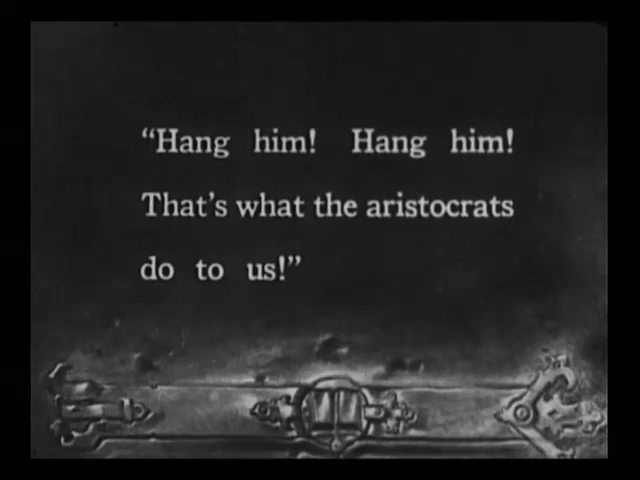 “Hang him! Hang him!
That's what the aristocrats
do to us!”